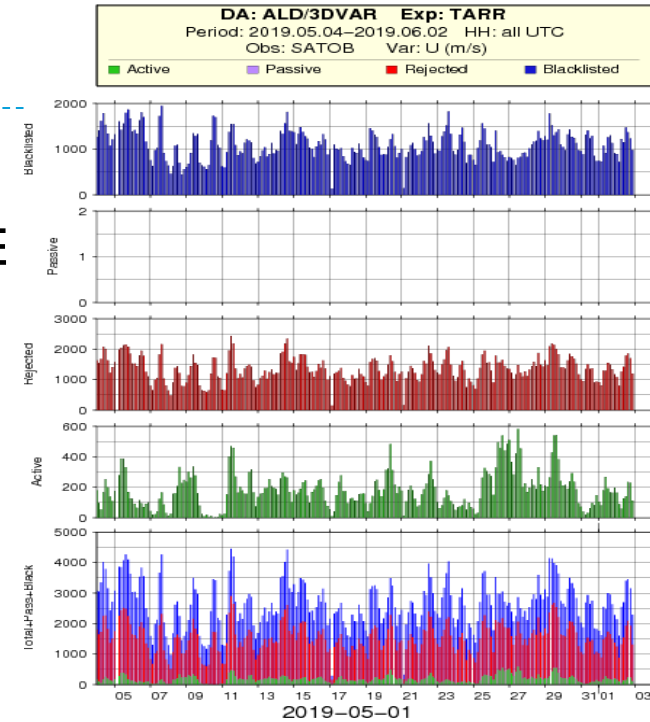 DA: ALD/3DVAR Exp: TARR
Period: 2019.05.04–2019.06.02 HH: all UTC
Obs: SATOB Var: U (m/s)
Active Passive Rejected Blacklisted
Blacklisted
2000
1000
0
Passive
2
1
0
Rejected
3000
2000
1000
0
Active
600
400
200
0
Total+Pass+Black
5000
4000
3000
2000
1000
0
05 07 09 11 13 15 17 19 21 23 25 27 29 31 01 03
2019–05–01